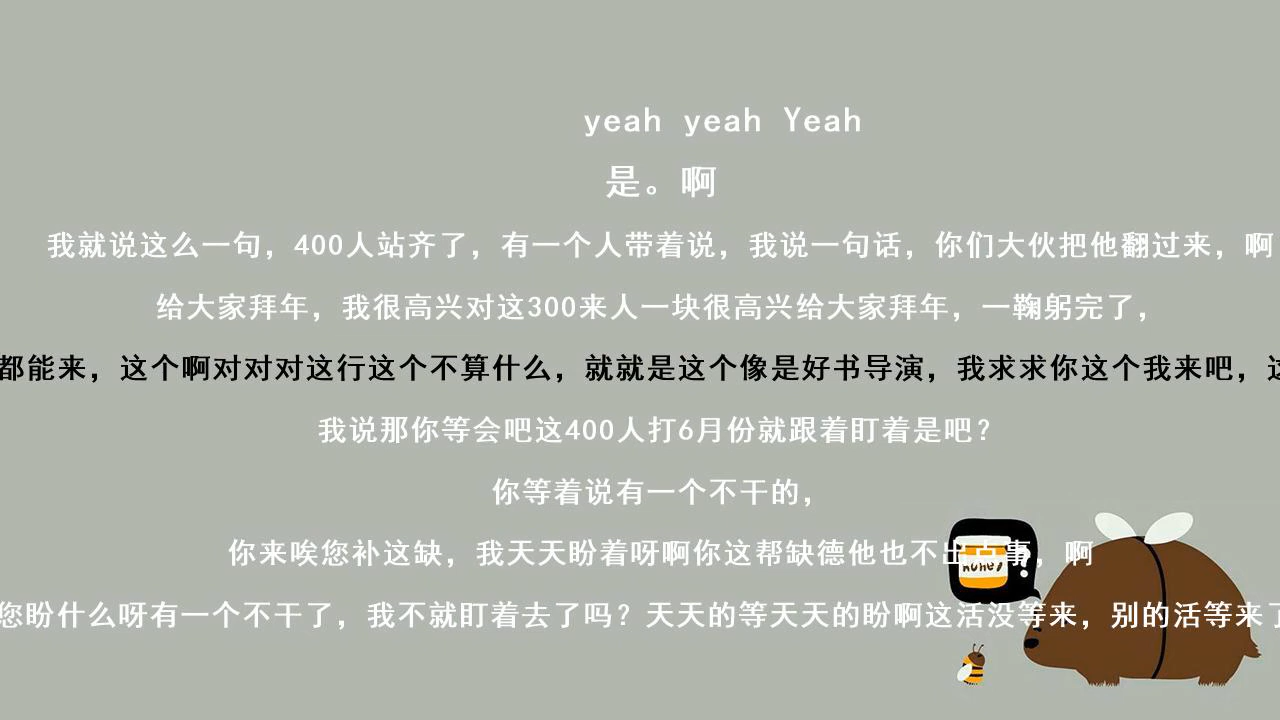 yeah yeah Yeah
是。啊
我就说这么一句，400人站齐了，有一个人带着说，我说一句话，你们大伙把他翻过来，啊
给大家拜年，我很高兴对这300来人一块很高兴给大家拜年，一鞠躬完了，
都能来，这个啊对对对这行这个不算什么，就就是这个像是好书导演，我求求你这个我来吧，这
我说那你等会吧这400人打6月份就跟着盯着是吧？
你等着说有一个不干的，
你来唉您补这缺，我天天盼着呀啊你这帮缺德他也不出古事，啊
您盼什么呀有一个不干了，我不就盯着去了吗？天天的等天天的盼啊这活没等来，别的活等来了
honey